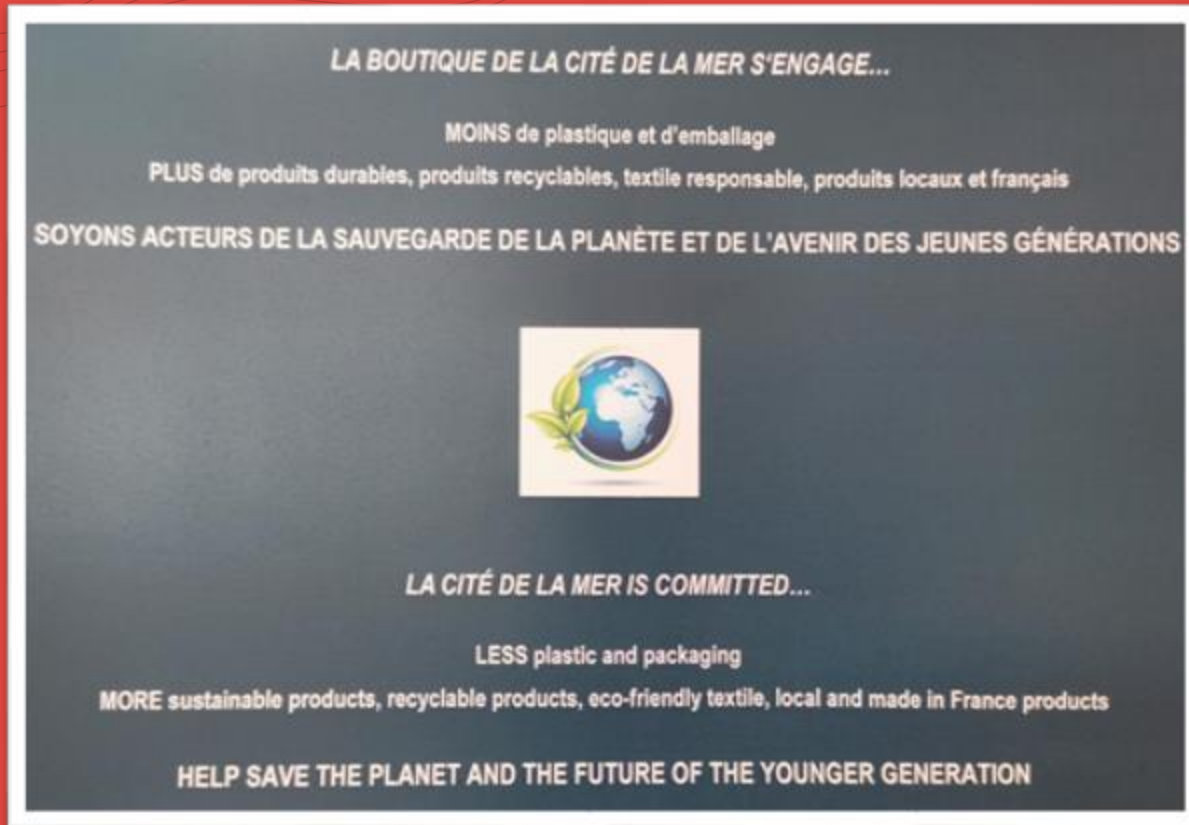 LA BOUTIQUE DE LA CITÉ DE LA MER S'ENGAGE...
MOINS de plastique et d'emballage
PLUS de produits durables, produits recyclables, textile responsable, produits locaux et français
SOYONS ACTEURS DE LA SAUVEGARDE DE LA PLANÈTE ET DE L'AVENIR DES JEUNES GÉNÉRATIONS
LA CITÉ DE LA MER IS COMMITTED...
LESS plastic and packaging
MORE sustainable products, recyclable products, eco-friendly textile, local and made in France products
HELP SAVE THE PLANET AND THE FUTURE OF THE YOUNGER GENERATION